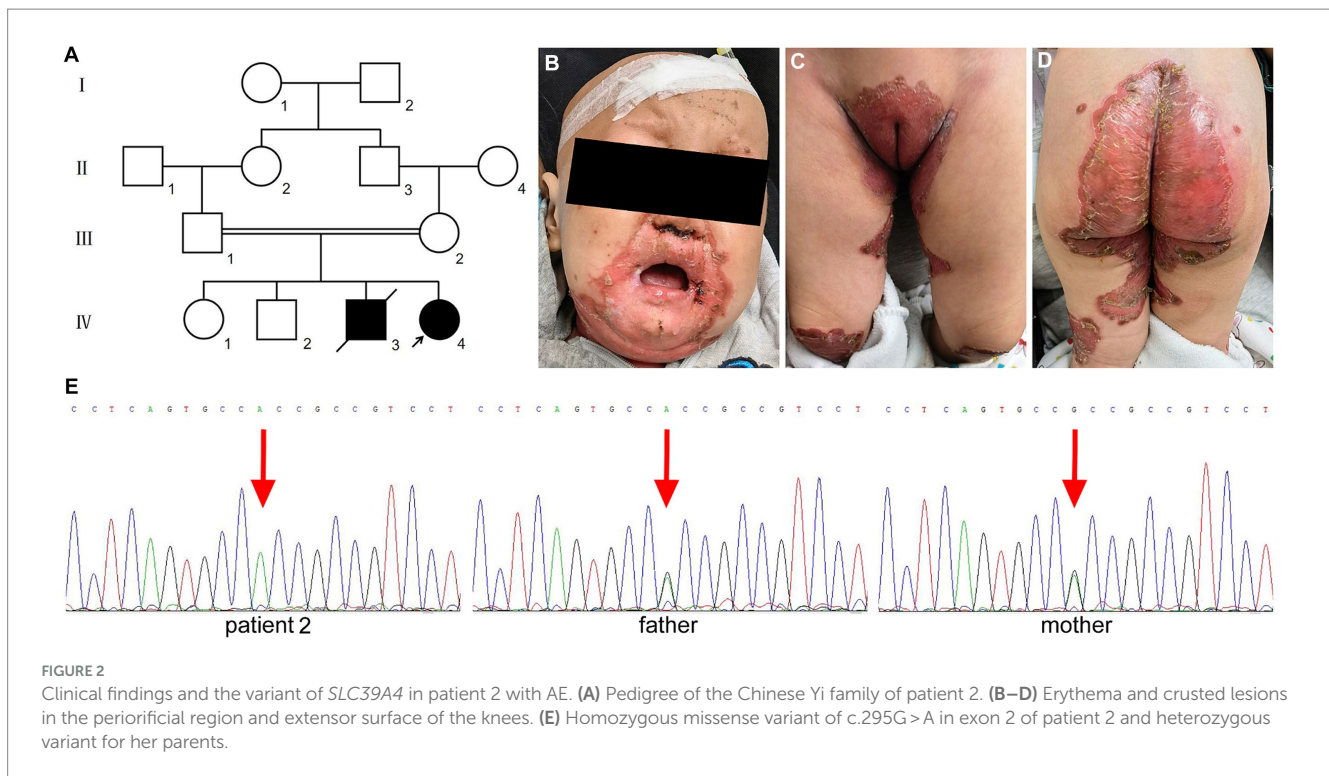 A
I
1
2
II
1
2
3
4
III
1
2
IV
1
2
3
4
B
C
D
E
C C T C A G T G C C A C C G C C G T C C T
C C T C A G T G C C A C C G C C G T C C T
C C T C A G T G C C G C C G C C G T C C T
patient 2
father
mother
FIGURE 2
Clinical findings and the variant of SLC39A4 in patient 2 with AE. (A) Pedigree of the Chinese Yi family of patient 2. (B–D) Erythema and crusted lesions
in the periorificial region and extensor surface of the knees. (E) Homozygous missense variant of c.295G>A in exon 2 of patient 2 and heterozygous
variant for her parents.